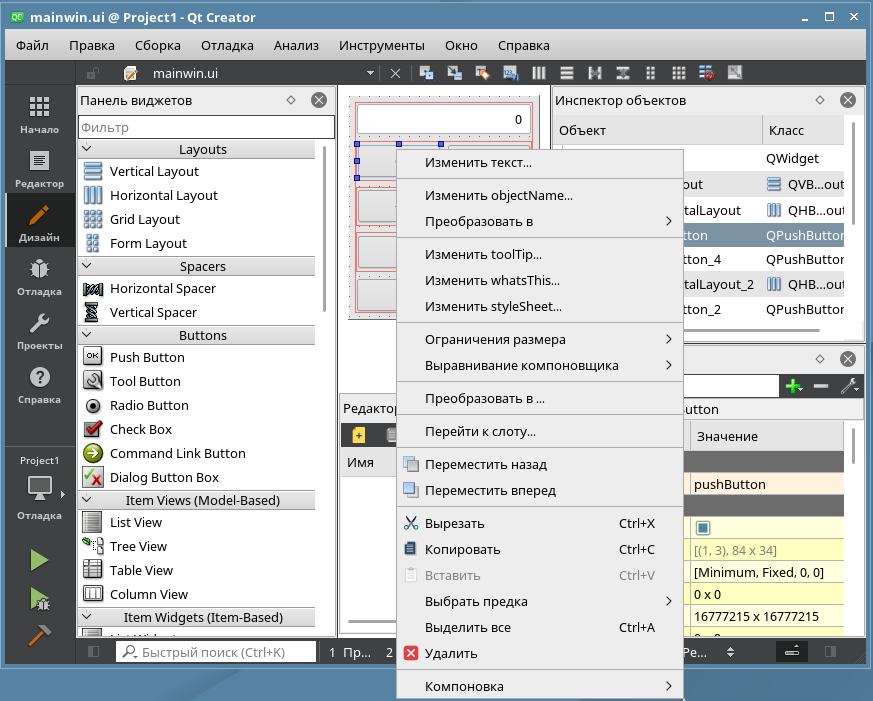 mainwin.ui @ Project1 - Qt Creator
Файл Правка Сборка Отладка Анализ Инструменты Окно Справка
mainwin.ui
Начало
Редактор
Дизайн
Отладка
Проекты
Справка
Project1
Отладка
Панель виджетов
Фильтр
Layouts
Vertical Layout
Horizontal Layout
Grid Layout
Form Layout
Spacers
Horizontal Spacer
Vertical Spacer
Buttons
Push Button
Tool Button
Radio Button
Check Box
Command Link Button
Dialog Button Box
Item Views (Model-Based)
List View
Tree View
Table View
Column View
Item Widgets (Item-Based)
0
Изменить текст...
Изменить objectName...
Преобразовать в
Изменить toolTip...
Изменить whatsThis...
Изменить styleSheet...
Ограничения размера
Выравнивание компоновщика
Преобразовать в ...
Перейти к слоту...
Переместить назад
Переместить вперед
Вырезать Ctrl+X
Копировать Ctrl+C
Вставить Ctrl+V
Выбрать предка
Выделить все Ctrl+A
Удалить
Компоновка
Редактор
Имя
Инспектор объектов
Объект Класс
QWidget
out QVB...out
talLayout QHB...out
tton QPushButton
tton_4 QPushButton
talLayout_2 QHB...out
tton_2 QPushButton
utton
Значение
pushButton
[(1, 3), 84 x 34]
[Minimum, Fixed, 0, 0]
0 x 0
16777215 x 16777215
Быстрый поиск (Ctrl+K)
1 Пр... 2
Ре...